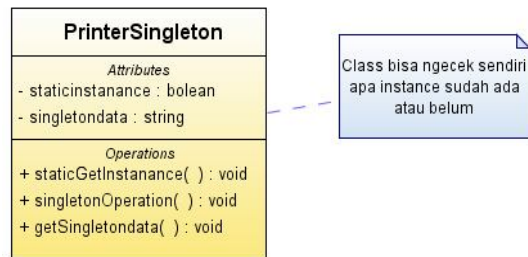 PrinterSingleton
Attributes
- staticinstanance : bolean
- singletondata : string
Operations
+ staticGetInstanance( ) : void
+ singletonOperation( ) : void
+ getSingletondata( ) : void
Class bisa ngecek sendiri
apa instance sudah ada
atau belum